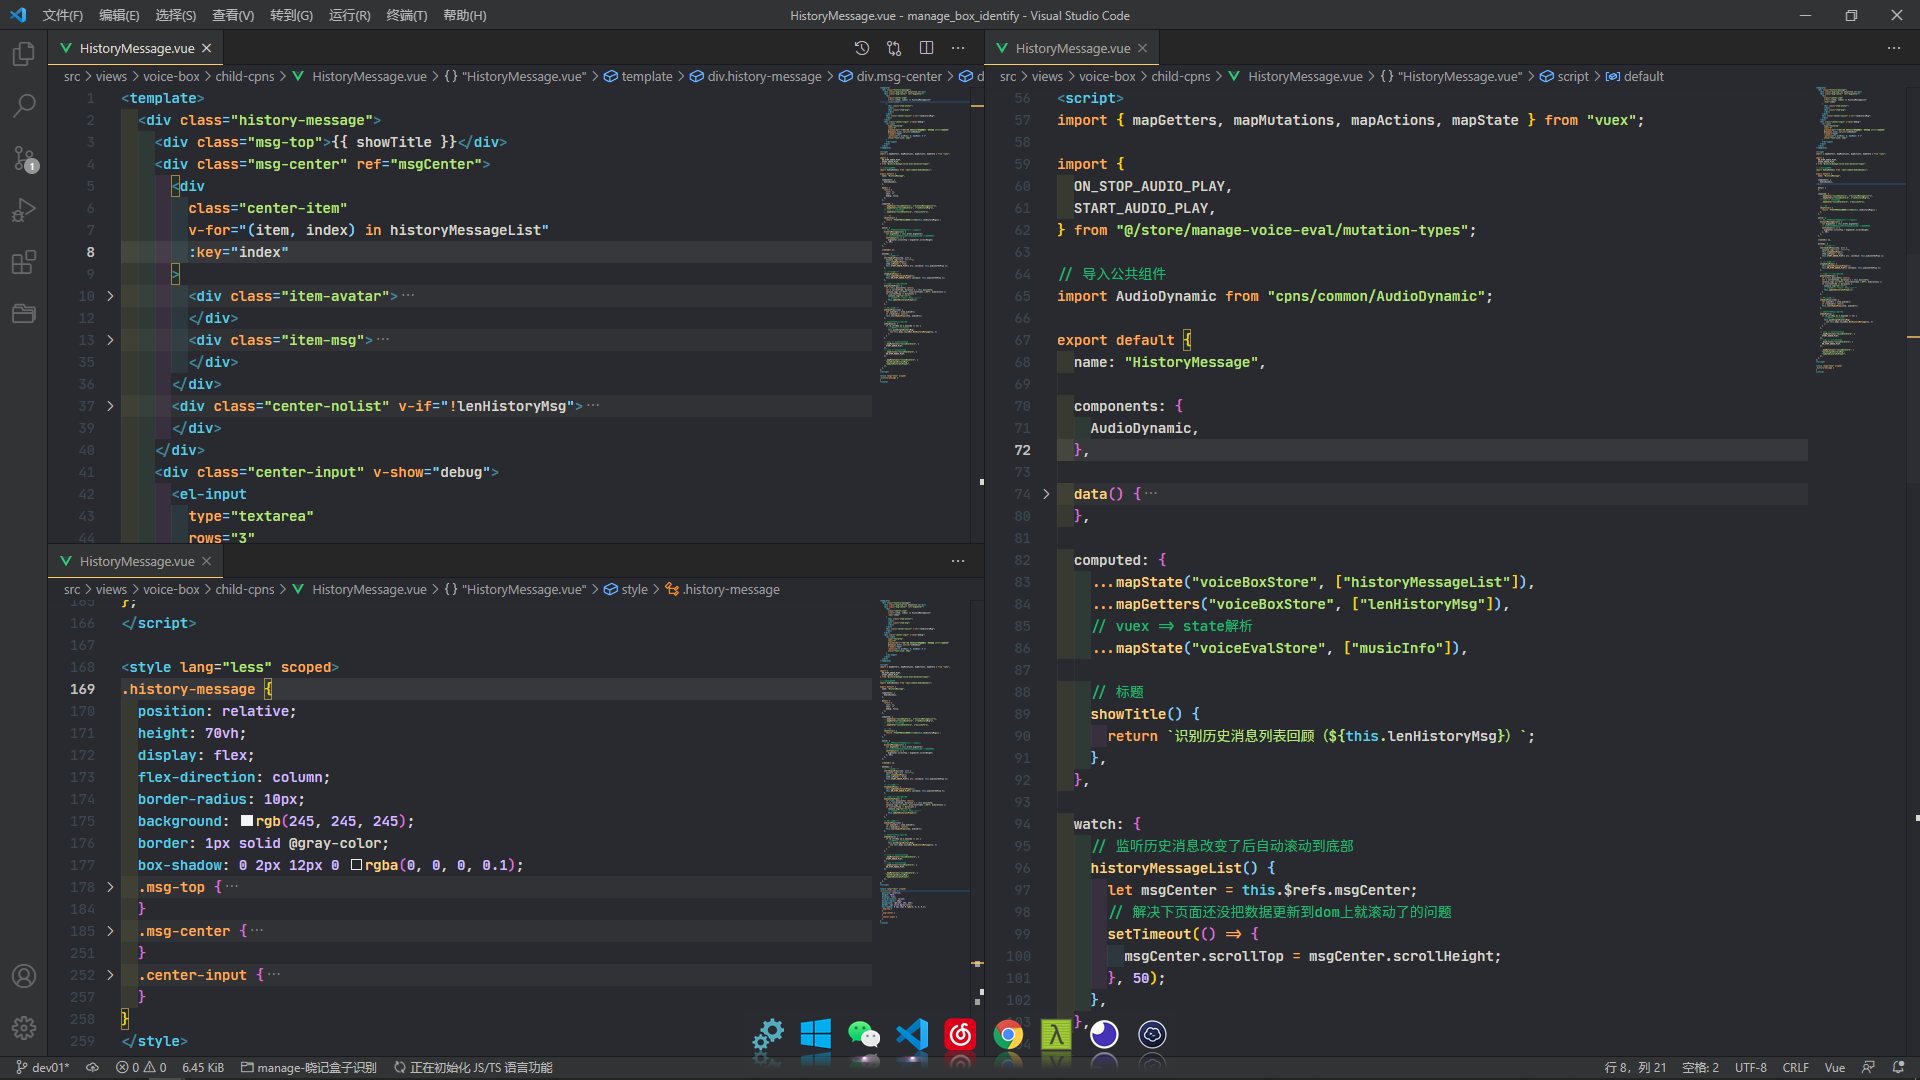 文件(F) 编辑(E) 选择(S) 查看(V) 转到(G) 运行(R) 终端(T) 帮助(H) HistoryMessage.vue - manage_box_identify - Visual Studio Code
HistoryMessage.vue
src > views > voice-box > child-cpns > HistoryMessage.vue > {} "HistoryMessage.vue" > template > div.history-message > div.msg-center > d
1 <template>
2 <div class="history-message">
3 <div class="msg-top">{{ showTitle }}</div>
4 <div class="msg-center" ref="msgCenter">
5 <div
6 class="center-item"
7 v-for="(item, index) in historyMessageList"
8 :key="index"
9 >
10 <div class="item-avatar">···
12 </div>
13 <div class="item-msg">···
35 </div>
36 </div>
37 <div class="center-nolist" v-if="!lenHistoryMsg">···
39 </div>
40 </div>
41 <div class="center-input" v-show="debug">
42 <el-input
43 type="textarea"
44 rows="3"
HistoryMessage.vue
src > views > voice-box > child-cpns > HistoryMessage.vue > {} "HistoryMessage.vue" > style > .history-message
165 };
166 </script>
167
168 <style lang="less" scoped>
169 .history-message {
170 position: relative;
171 height: 70vh;
172 display: flex;
173 flex-direction: column;
174 border-radius: 10px;
175 background: rgb(245, 245, 245);
176 border: 1px solid @gray-color;
177 box-shadow: 0 2px 12px 0 rgba(0, 0, 0, 0.1);
178 .msg-top {···
184 }
185 .msg-center {···
251 }
252 .center-input {···
257 }
258 }
259 </style>
HistoryMessage.vue
src > views > voice-box > child-cpns > HistoryMessage.vue > {} "HistoryMessage.vue" > script > default
56 <script>
57 import { mapGetters, mapMutations, mapActions, mapState } from "vuex";
58
59 import {
60 ON_STOP_AUDIO_PLAY,
61 START_AUDIO_PLAY,
62 } from "@/store/manage-voice-eval/mutation-types";
63
64 // 导入公共组件
65 import AudioDynamic from "cpns/common/AudioDynamic";
66
67 export default {
68 name: "HistoryMessage",
69
70 components: {
71 AudioDynamic,
72 },
73
74 data() {···
80 },
81
82 computed: {
83 ...mapState("voiceBoxStore", ["historyMessageList"]),
84 ...mapGetters("voiceBoxStore", ["lenHistoryMsg"]),
85 // vuex => state解析
86 ...mapState("voiceEvalStore", ["musicInfo"]),
87
88 // 标题
89 showTitle() {
90 return `识别历史消息列表回顾（${this.lenHistoryMsg}）`;
91 },
92 },
93
94 watch: {
95 // 监听历史消息改变了后自动滚动到底部
96 historyMessageList() {
97 let msgCenter = this.$refs.msgCenter;
98 // 解决下页面还没把数据更新到dom上就滚动了的问题
99 setTimeout(() => {
100 msgCenter.scrollTop = msgCenter.scrollHeight;
101 }, 50);
102 },
103 },
1
dev01* 0 0 6.45 KiB manage-晓记盒子识别 正在初始化 JS/TS 语言功能 行 8，列 21 空格: 2 UTF-8 CRLF Vue